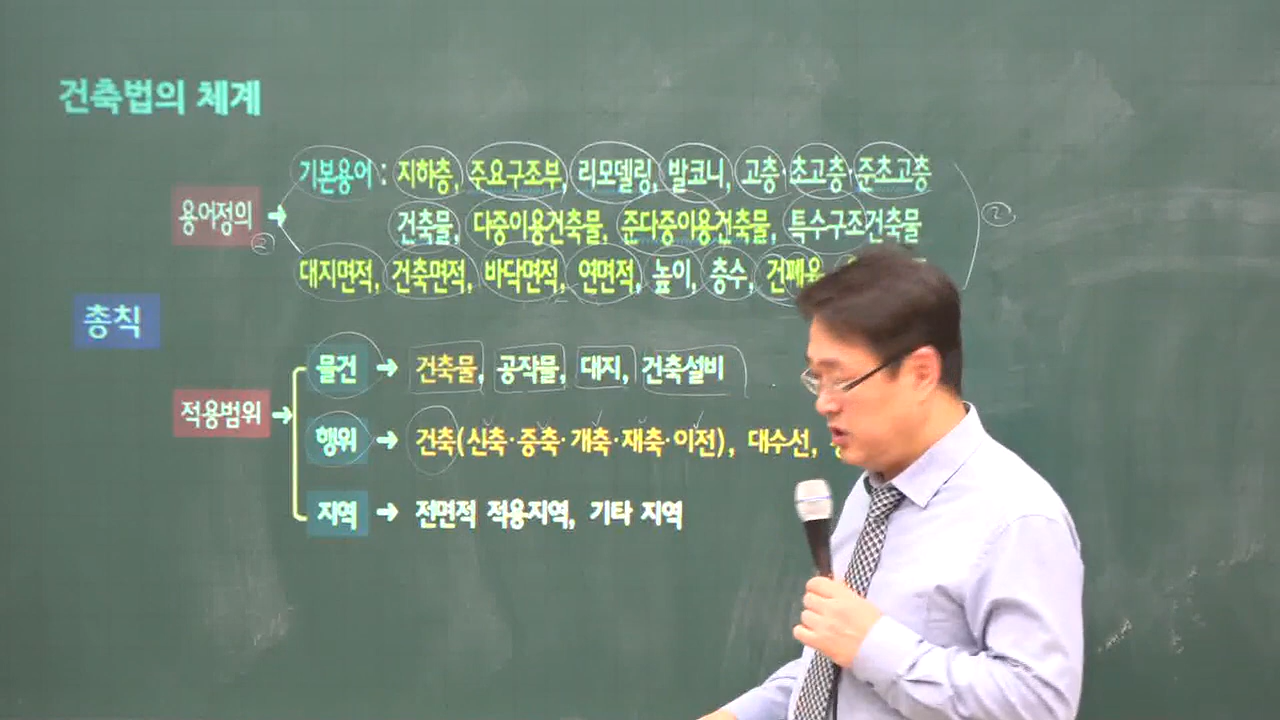 건축법의 체계
기본용어 : 지하층, 주요구조부, 리모델링, 발코니, 고층·초고층·준초고층
용어정의 →
건축물, 다중이용건축물, 준다중이용건축물, 특수구조건축물
②
②
대지면적, 건축면적, 바닥면적, 연면적, 높이, 층수,
총칙
물건 → 건축물, 공작물, 대지, 건축설비
적용범위 →
행위 → 건축(신축·증축·개축·재축·이전), 대수선,
지역 → 전면적 적용지역, 기타 지역